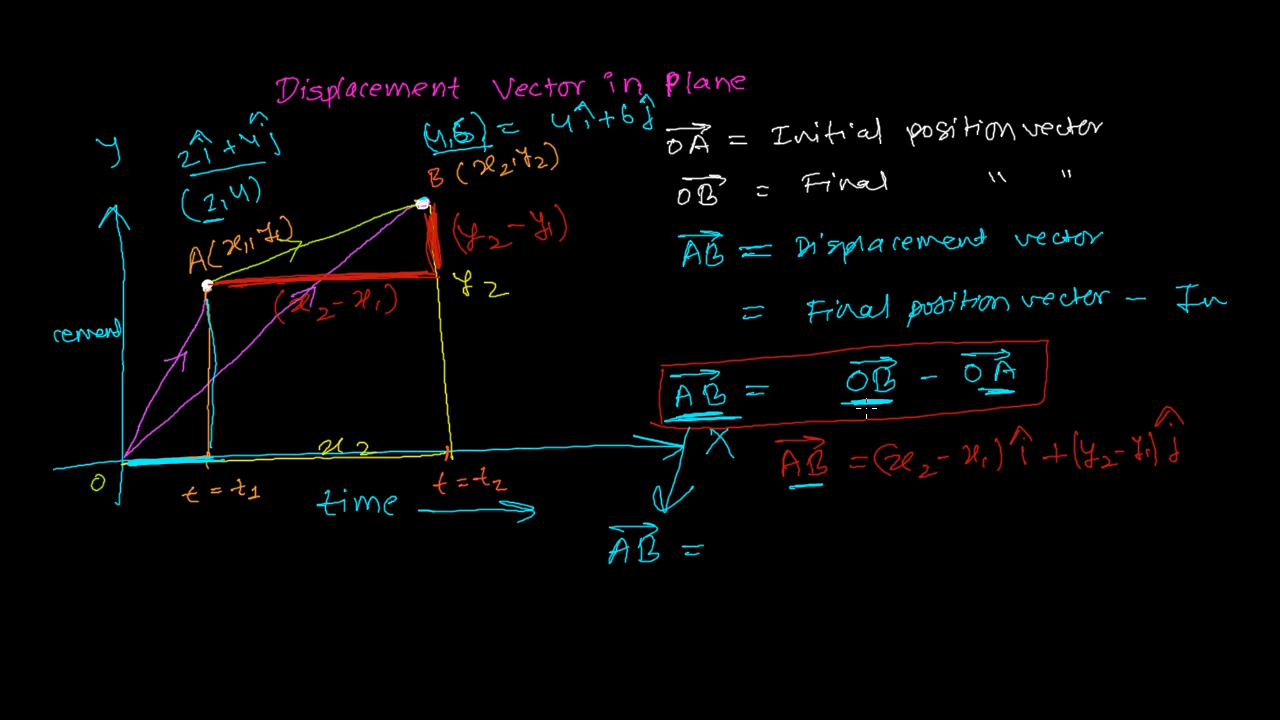 Displacement Vector in Plane
Y
2î + 4ĵ
(2,4)
(4,6) = 4î + 6ĵ
B (x₂, y₂)
A (x₁, y₁)
(y₂ − y₁)
(x₂ − x₁)
y₂
x₂
O
t = t₁
t = t₂
time
X
OA⃗ = Initial position vector
OB⃗ = Final " "
AB⃗ = Displacement vector
= Final position vector − In
AB⃗ = OB⃗ − OA⃗
AB⃗ = (x₂ − x₁) î + (y₂ − y₁) ĵ
AB⃗ =